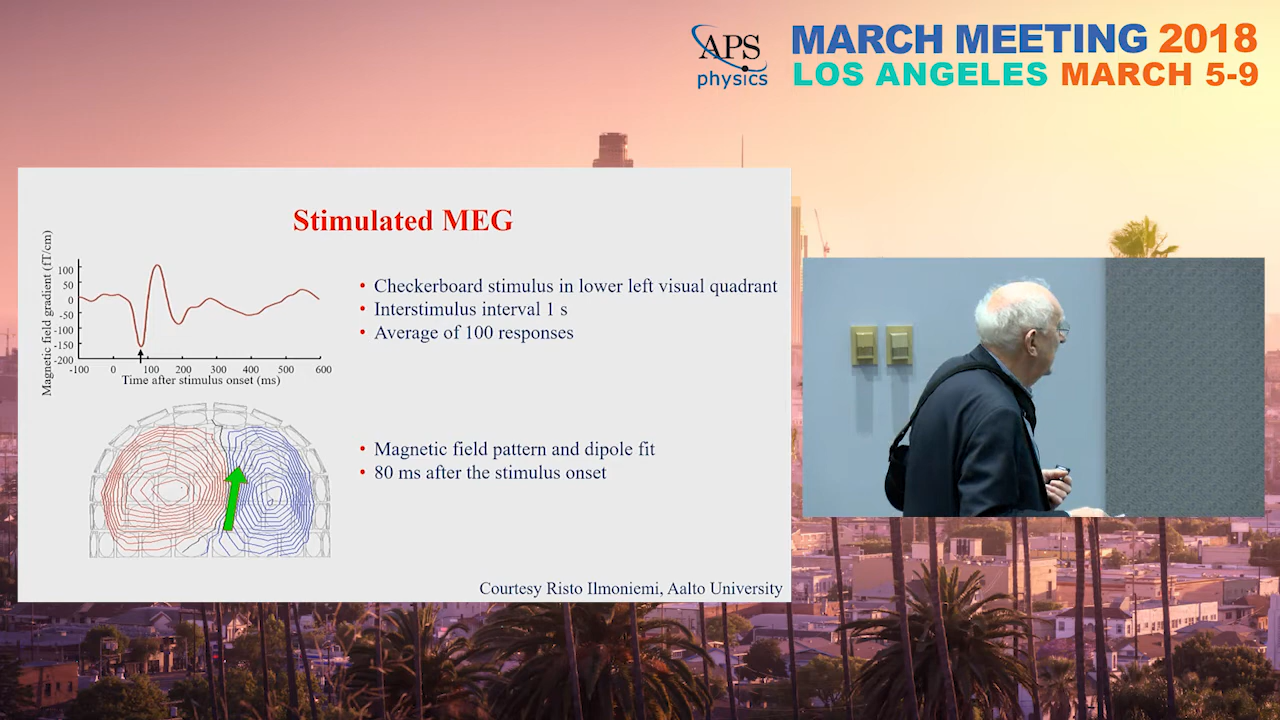 APS
physics
MARCH MEETING 2018
LOS ANGELES MARCH 5-9
Stimulated MEG
Magnetic field gradient (fT/cm)
100
50
0
-50
-100
-150
-200
-100 0 100 200 300 400 500 600
Time after stimulus onset (ms)
• Checkerboard stimulus in lower left visual quadrant
• Interstimulus interval 1 s
• Average of 100 responses
• Magnetic field pattern and dipole fit
• 80 ms after the stimulus onset
Courtesy Risto Ilmoniemi, Aalto University